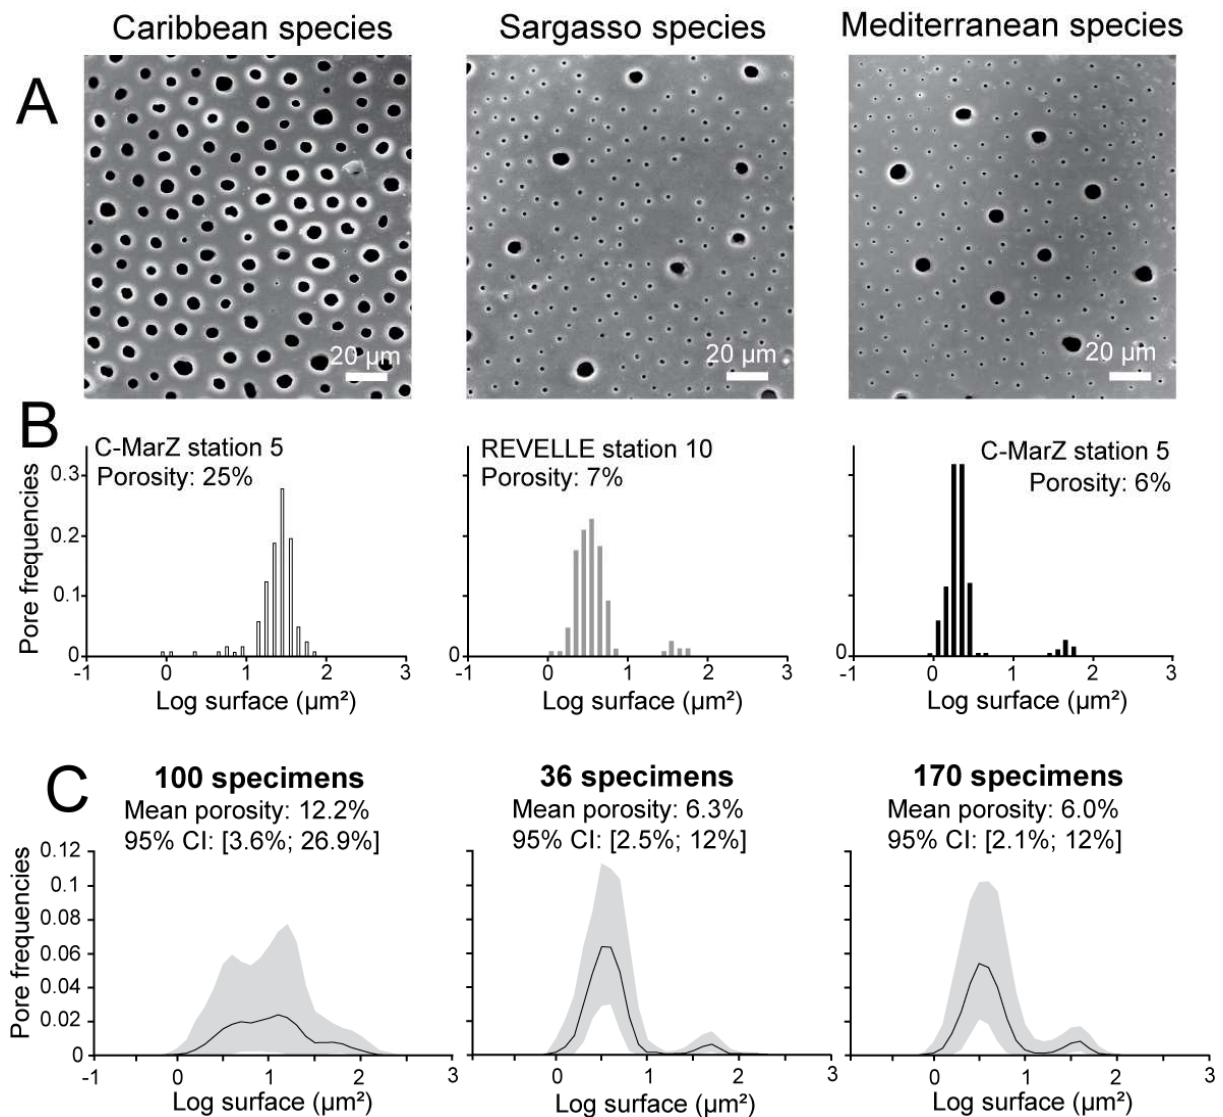 Caribbean species Sargasso species Mediterranean species
A
20 µm 20 µm 20 µm
B
C-MarZ station 5 REVELLE station 10 C-MarZ station 5
Porosity: 25% Porosity: 7% Porosity: 6%
Pore frequencies
0.3
0.2
0.1
0 0 0
-1 0 1 2 3 -1 0 1 2 3 -1 0 1 2 3
Log surface (µm²) Log surface (µm²) Log surface (µm²)
C
100 specimens 36 specimens 170 specimens
Mean porosity: 12.2% Mean porosity: 6.3% Mean porosity: 6.0%
95% CI: [3.6%; 26.9%] 95% CI: [2.5%; 12%] 95% CI: [2.1%; 12%]
Pore frequencies
0.12
0.1
0.08
0.06
0.04
0.02
0
-1 0 1 2 3 0 1 2 3 0 1 2 3
Log surface (µm²) Log surface (µm²) Log surface (µm²)